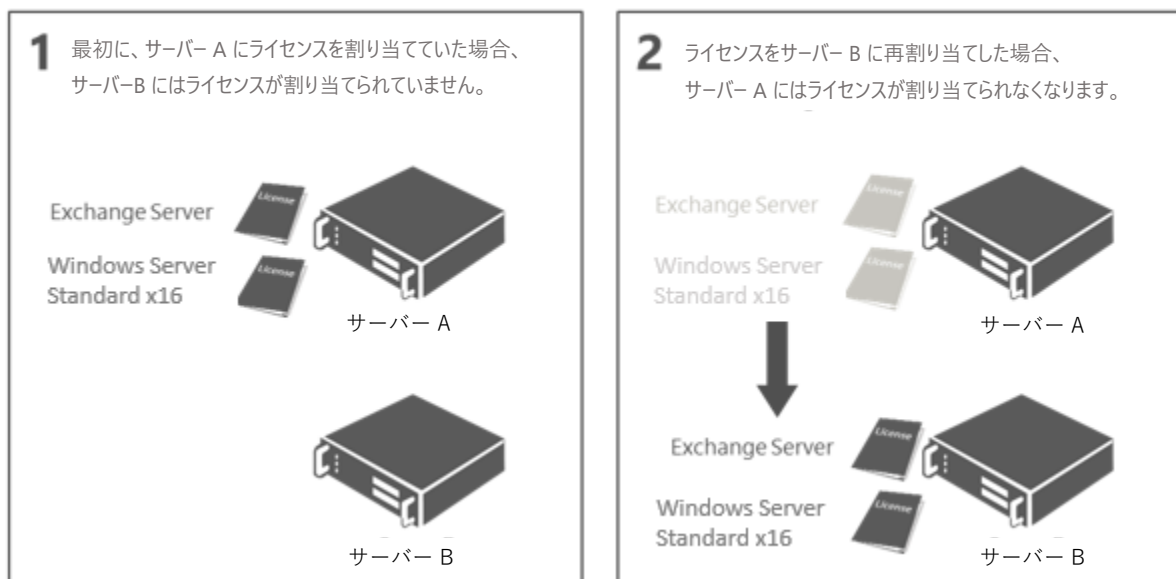 1
最初に、サーバー A にライセンスを割り当てていた場合、
サーバーB にはライセンスが割り当てられていません。
Exchange Server
License
Windows Server
Standard x16
License
サーバー A
サーバー B
2
ライセンスをサーバー B に再割り当てした場合、
サーバー A にはライセンスが割り当てられなくなります。
Exchange Server
License
Windows Server
Standard x16
License
サーバー A
Exchange Server
License
Windows Server
Standard x16
License
サーバー B